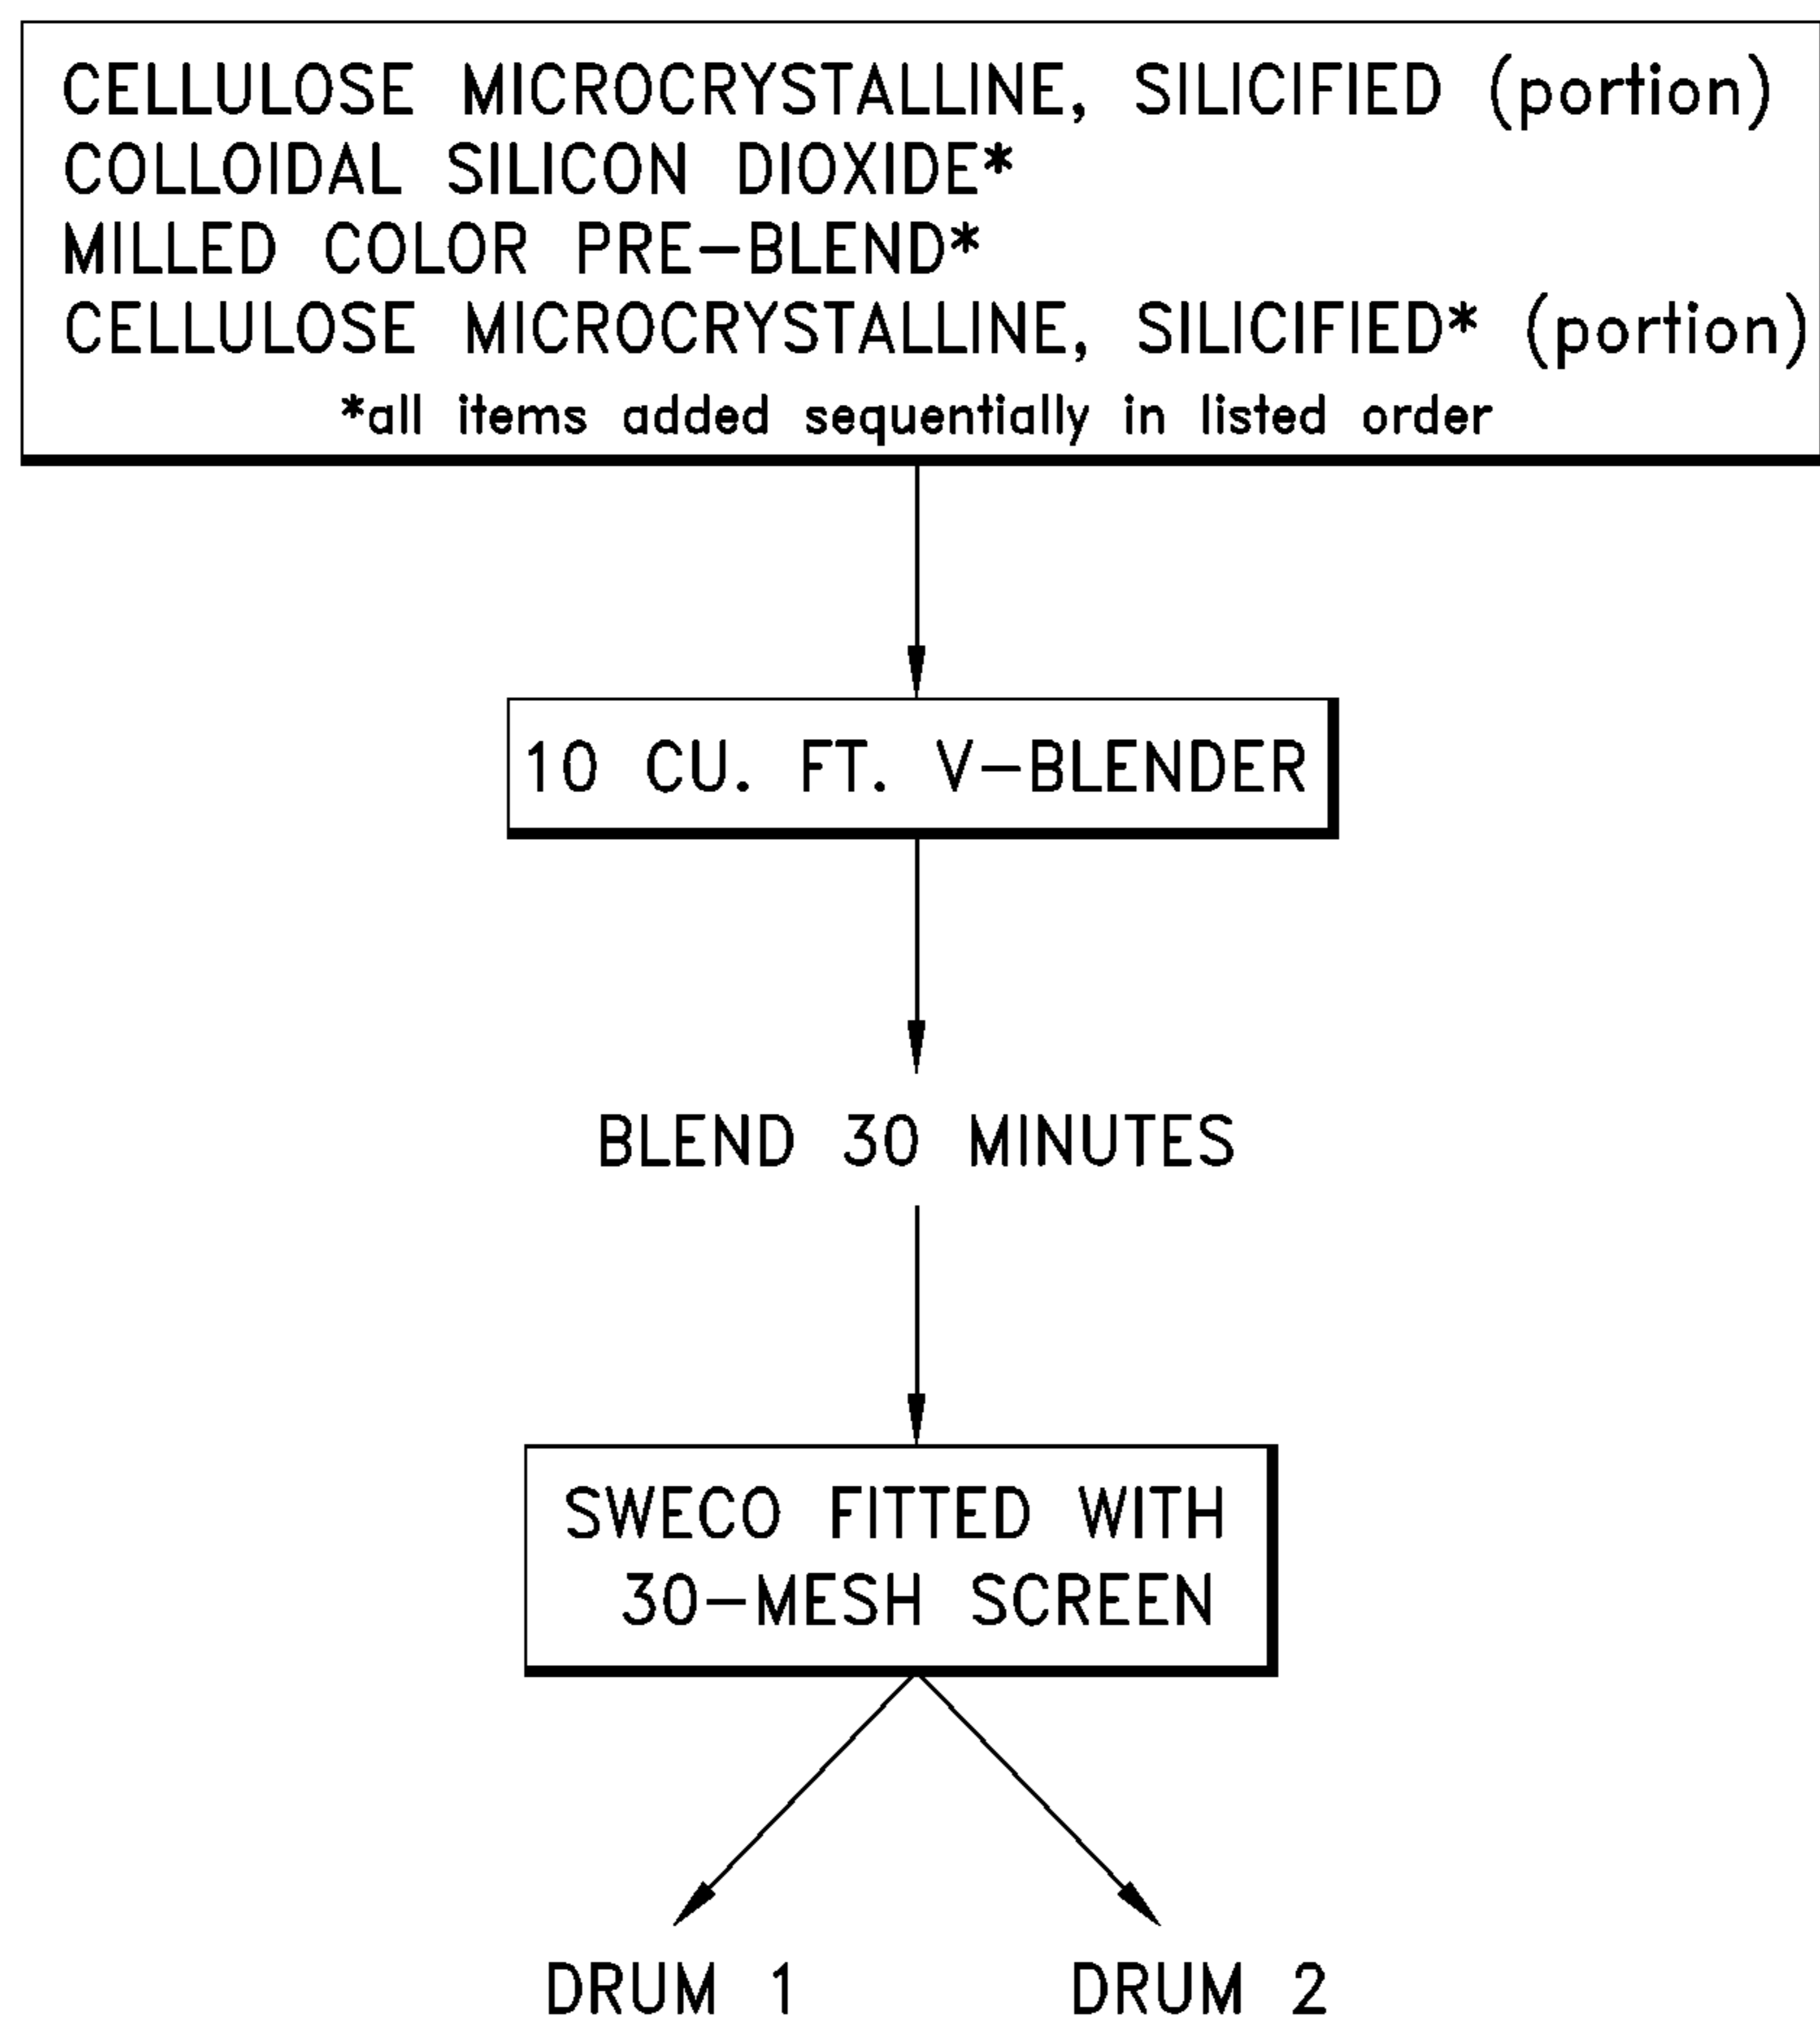 CELLULOSE MICROCRYSTALLINE, SILICIFIED (portion)
COLLOIDAL SILICON DIOXIDE*
MILLED COLOR PRE-BLEND*
CELLULOSE MICROCRYSTALLINE, SILICIFIED* (portion)
*all items added sequentially in listed order
10 CU. FT. V-BLENDER
BLEND 30 MINUTES
SWECO FITTED WITH
30-MESH SCREEN
DRUM 1 DRUM 2